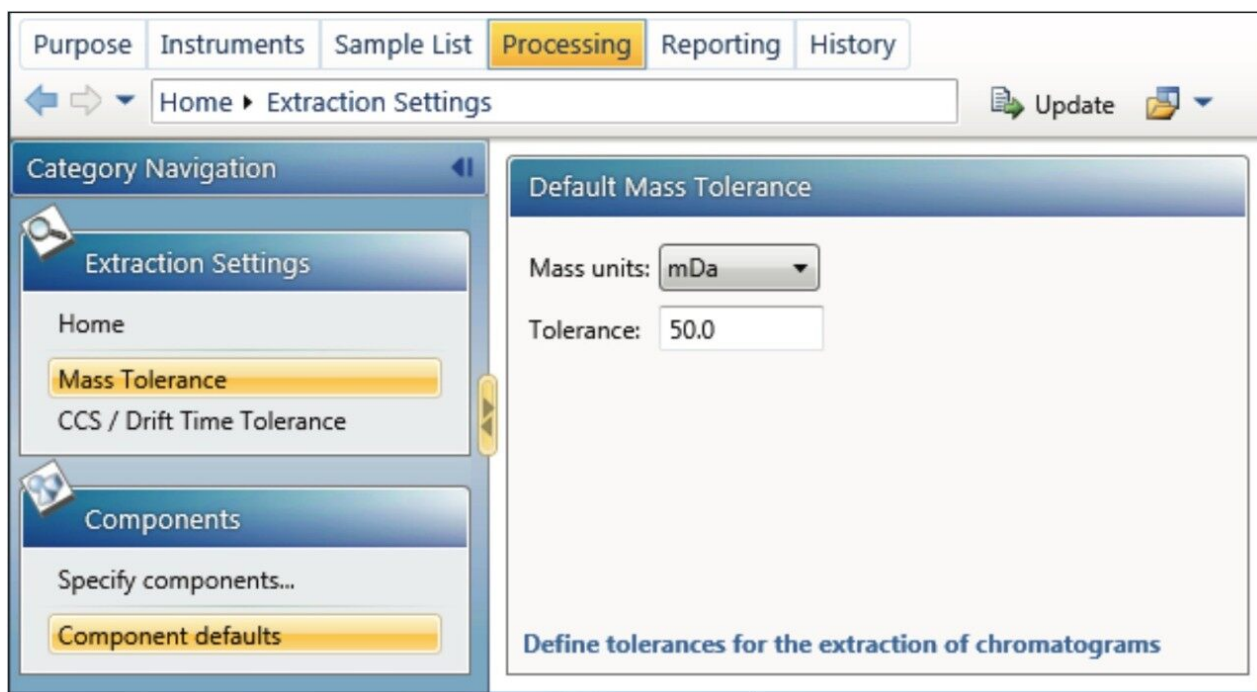 Purpose Instruments Sample List Processing Reporting History
Home ▸ Extraction Settings
Update
Category Navigation
Extraction Settings
Home
Mass Tolerance
CCS / Drift Time Tolerance
Components
Specify components...
Component defaults
Default Mass Tolerance
Mass units: mDa
Tolerance: 50.0
Define tolerances for the extraction of chromatograms